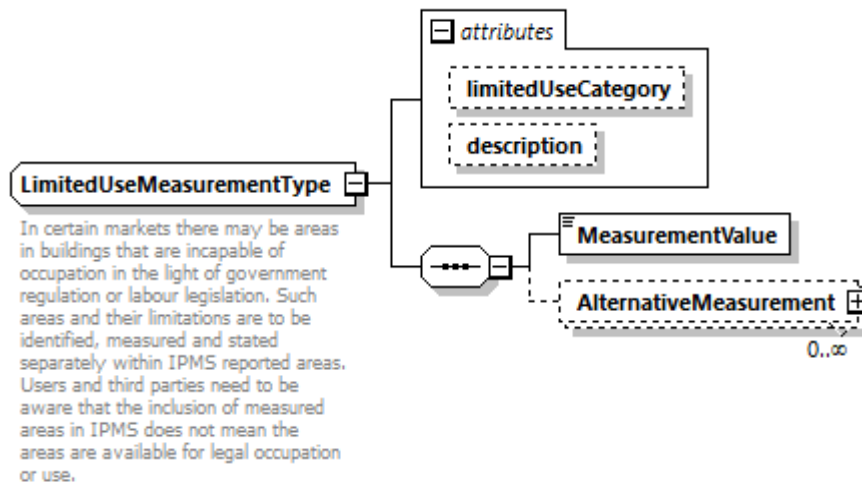 attributes
limitedUseCategory
description
LimitedUseMeasurementType
In certain markets there may be areas
in buildings that are incapable of
occupation in the light of government
regulation or labour legislation. Such
areas and their limitations are to be
identified, measured and stated
separately within IPMS reported areas.
Users and third parties need to be
aware that the inclusion of measured
areas in IPMS does not mean the
areas are available for legal occupation
or use.
MeasurementValue
AlternativeMeasurement
0..∞